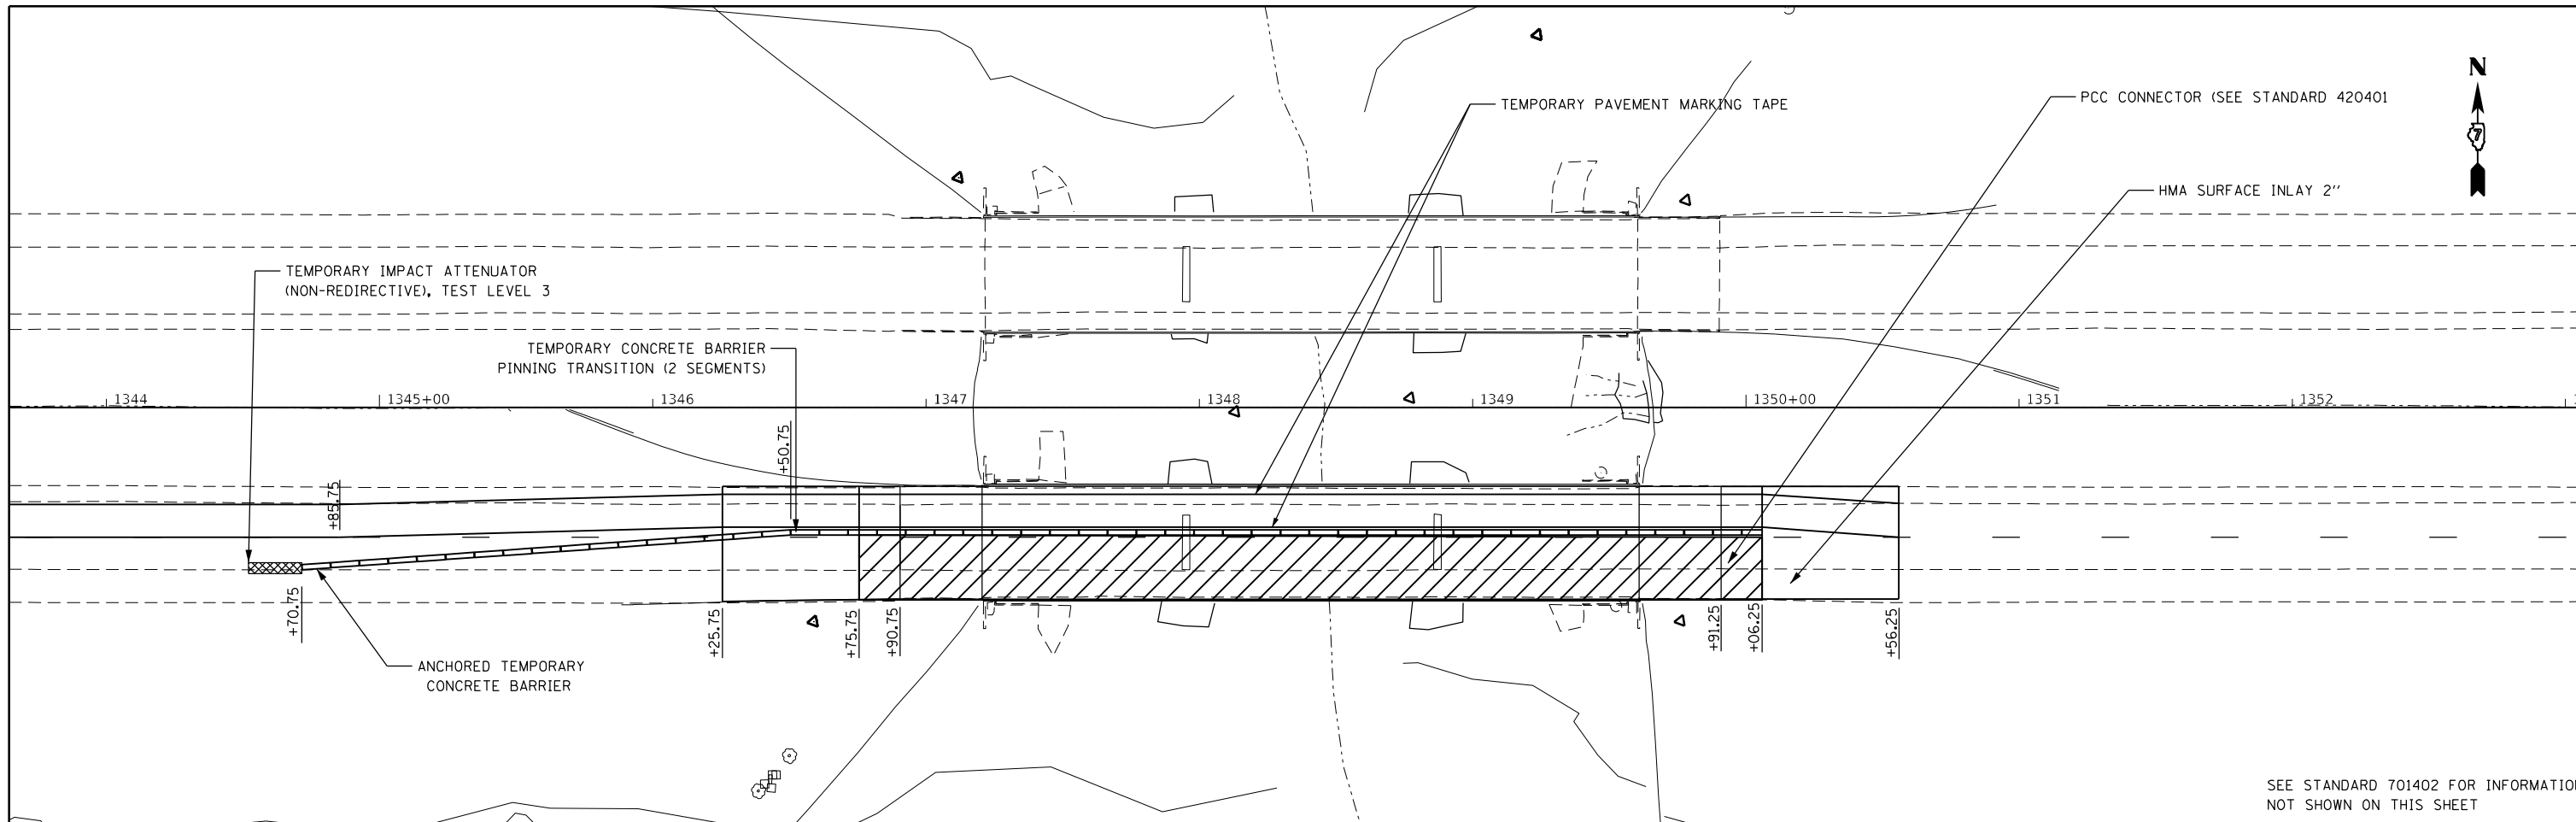 N
7
TEMPORARY PAVEMENT MARKING TAPE
PCC CONNECTOR (SEE STANDARD 420401
HMA SURFACE INLAY 2''
TEMPORARY IMPACT ATTENUATOR
(NON-REDIRECTIVE), TEST LEVEL 3
TEMPORARY CONCRETE BARRIER
PINNING TRANSITION (2 SEGMENTS)
1344
1345+00
1346
1347
1348
1349
1350+00
1351
1352
+50.75
+85.75
+70.75
+25.75
+75.75
+90.75
+91.25
+06.25
+56.25
ANCHORED TEMPORARY
CONCRETE BARRIER
SEE STANDARD 701402 FOR
NOT SHOWN ON THIS SHEET